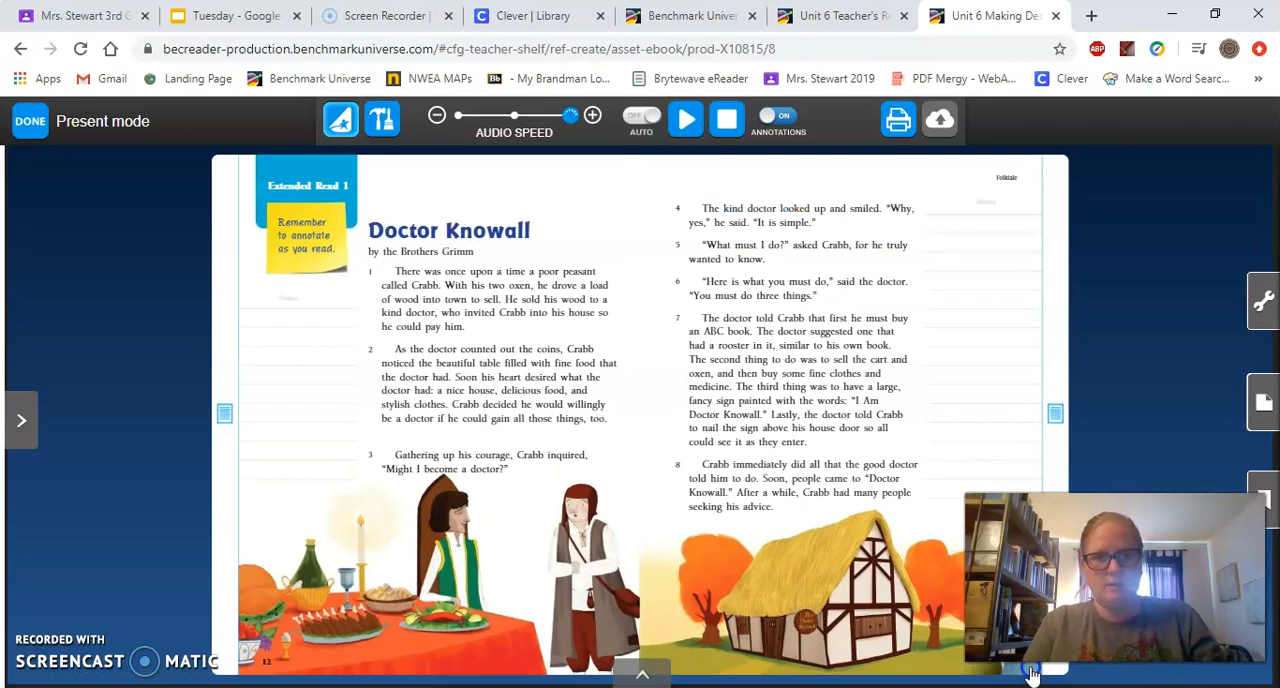 Mrs. Stewart 3rd G
Tuesday - Google
Screen Recorder |
Clever | Library
Benchmark Univer
Unit 6 Teacher's Re
Unit 6 Making Dec
becreader-production.benchmarkuniverse.com/#cfg-teacher-shelf/ref-create/asset-ebook/prod-X10815/8
ABP
Apps
Gmail
Landing Page
Benchmark Universe
NWEA MAPs
Bb
- My Brandman Lo...
Brytewave eReader
Mrs. Stewart 2019
PDF Mergy - WebA...
Clever
Make a Word Searc...
»
DONE
Present mode
AUDIO SPEED
OFF
AUTO
ON
ANNOTATIONS
Extended Read 1
Remember
to annotate
as you read.
Doctor Knowall
by the Brothers Grimm
Notes
1 There was once upon a time a poor peasant
called Crabb. With his two oxen, he drove a load
of wood into town to sell. He sold his wood to a
kind doctor, who invited Crabb into his house so
he could pay him.
2 As the doctor counted out the coins, Crabb
noticed the beautiful table filled with fine food that
the doctor had. Soon his heart desired what the
doctor had: a nice house, delicious food, and
stylish clothes. Crabb decided he would willingly
be a doctor if he could gain all those things, too.
3 Gathering up his courage, Crabb inquired,
"Might I become a doctor?"
12
Folktale
Notes
4 The kind doctor looked up and smiled. "Why,
yes," he said. "It is simple."
5 "What must I do?" asked Crabb, for he truly
wanted to know.
6 "Here is what you must do," said the doctor.
"You must do three things."
7 The doctor told Crabb that first he must buy
an ABC book. The doctor suggested one that
had a rooster in it, similar to his own book.
The second thing to do was to sell the cart and
oxen, and then buy some fine clothes and
medicine. The third thing was to have a large,
fancy sign painted with the words: "I Am
Doctor Knowall." Lastly, the doctor told Crabb
to nail the sign above his house door so all
could see it as they enter.
8 Crabb immediately did all that the good doctor
told him to do. Soon, people came to "Doctor
Knowall." After a while, Crabb had many people
seeking his advice.
RECORDED WITH
SCREENCAST MATIC